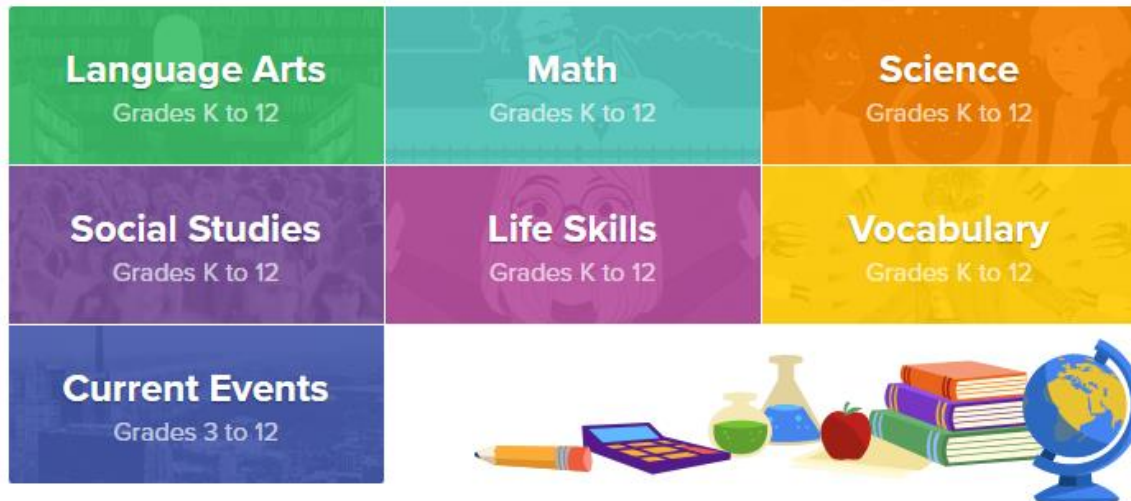 Language Arts
Grades K to 12
Math
Grades K to 12
Science
Grades K to 12
Social Studies
Grades K to 12
Life Skills
Grades K to 12
Vocabulary
Grades K to 12
Current Events
Grades 3 to 12